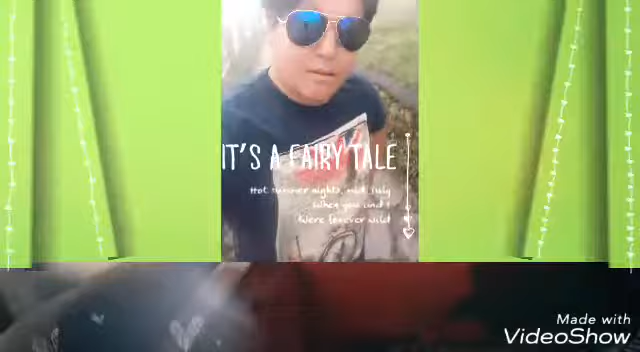 IT'S A FAIRY TALE
Hot summer nights, mid July
When you and I
Were forever wild
Made with
VideoShow